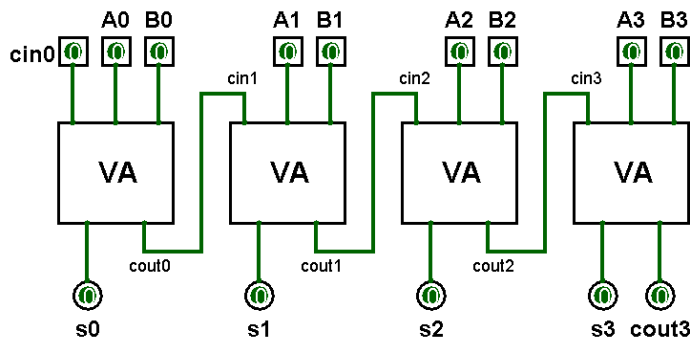 A0 B0 A1 B1 A2 B2 A3 B3
cin0 0 0 0 cin1 0 0 cin2 0 0 cin3 0 0
VA VA VA VA
cout0 cout1 cout2
0 0 0 0 0
s0 s1 s2 s3 cout3